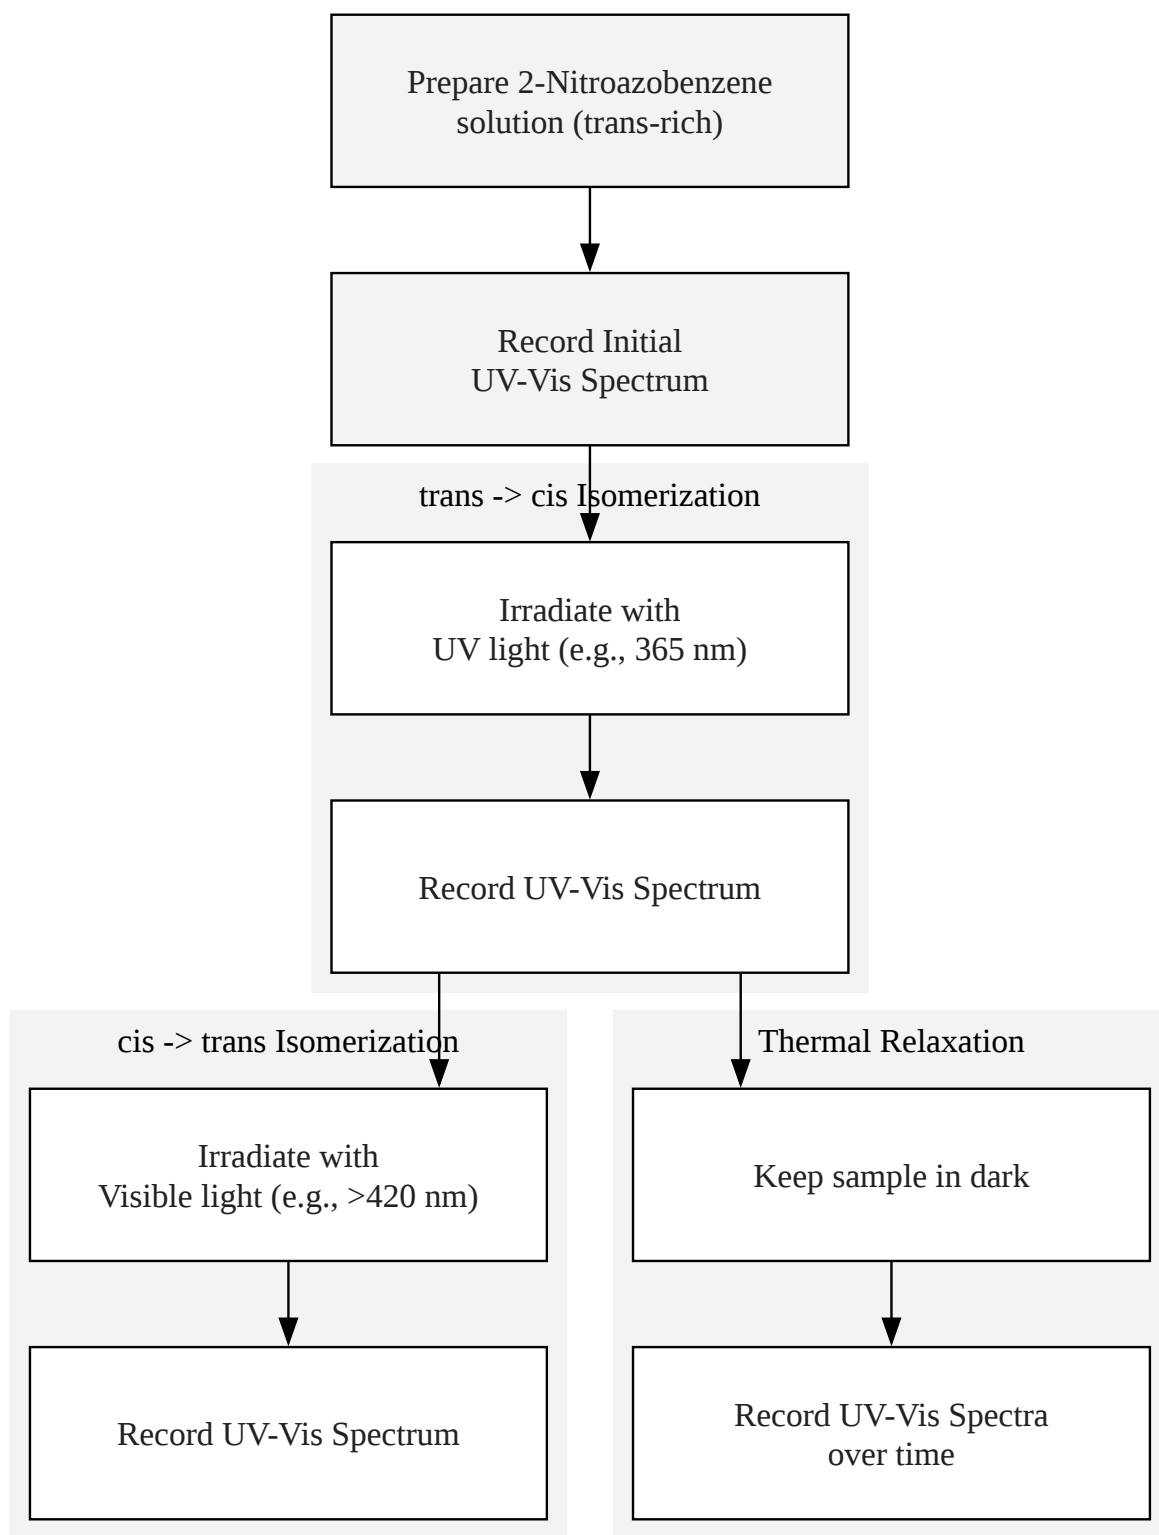 Prepare 2-Nitroazobenzene
solution (trans-rich)
Record Initial
UV-Vis Spectrum
trans -> cis Isomerization
Irradiate with
UV light (e.g., 365 nm)
Record UV-Vis Spectrum
cis -> trans Isomerization
Irradiate with
Visible light (e.g., >420 nm)
Record UV-Vis Spectrum
Thermal Relaxation
Keep sample in dark
Record UV-Vis Spectra
over time